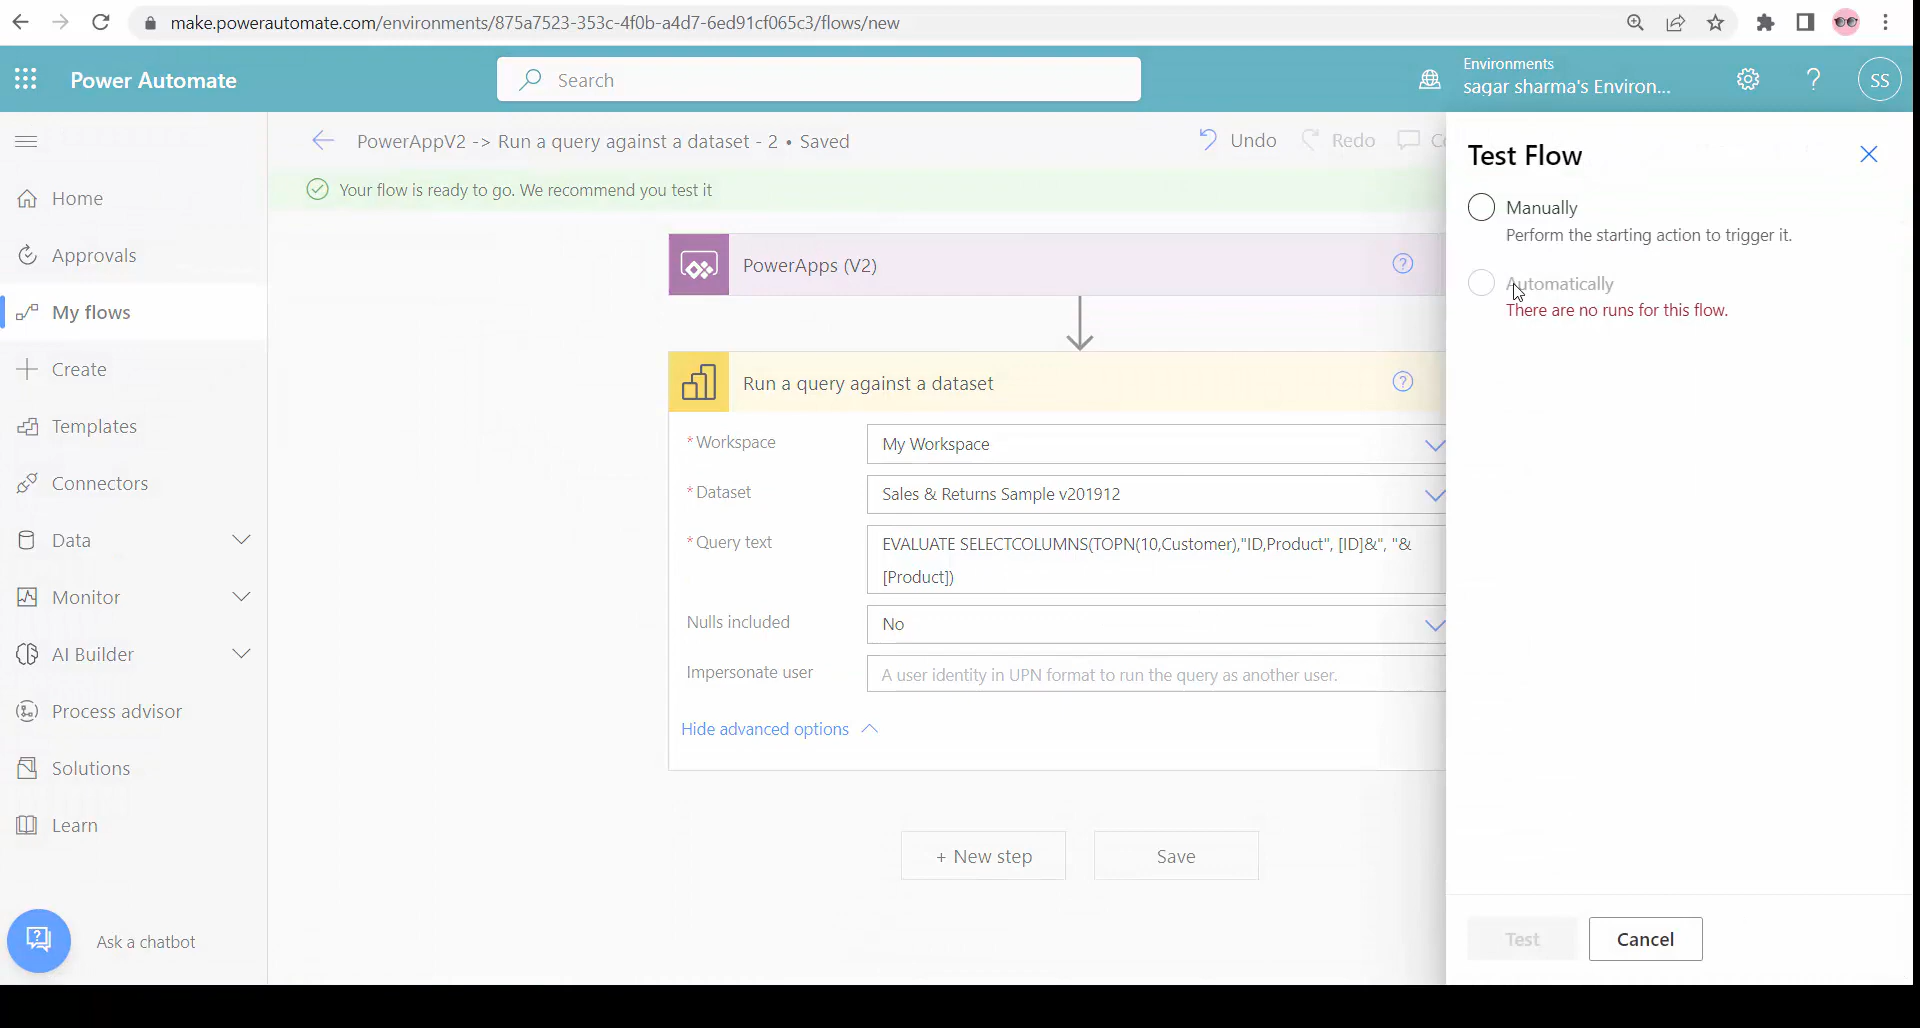 make.powerautomate.com/environments/875a7523-353c-4f0b-a4d7-6ed91cf065c3/flows/new
Power Automate
Search
Environments
sagar sharma's Environ...
?
SS
PowerAppV2 -> Run a query against a dataset - 2 • Saved
Undo
Redo
Co
Your flow is ready to go. We recommend you test it
Home
Approvals
My flows
Create
Templates
Connectors
Data
Monitor
AI Builder
Process advisor
Solutions
Learn
Ask a chatbot
PowerApps (V2)
?
Run a query against a dataset
?
*Workspace
My Workspace
*Dataset
Sales & Returns Sample v201912
*Query text
EVALUATE SELECTCOLUMNS(TOPN(10,Customer),"ID,Product", [ID]&", "&
[Product])
Nulls included
No
Impersonate user
A user identity in UPN format to run the query as another user.
Hide advanced options
+ New step
Save
Test Flow
Manually
Perform the starting action to trigger it.
Automatically
There are no runs for this flow.
Test
Cancel